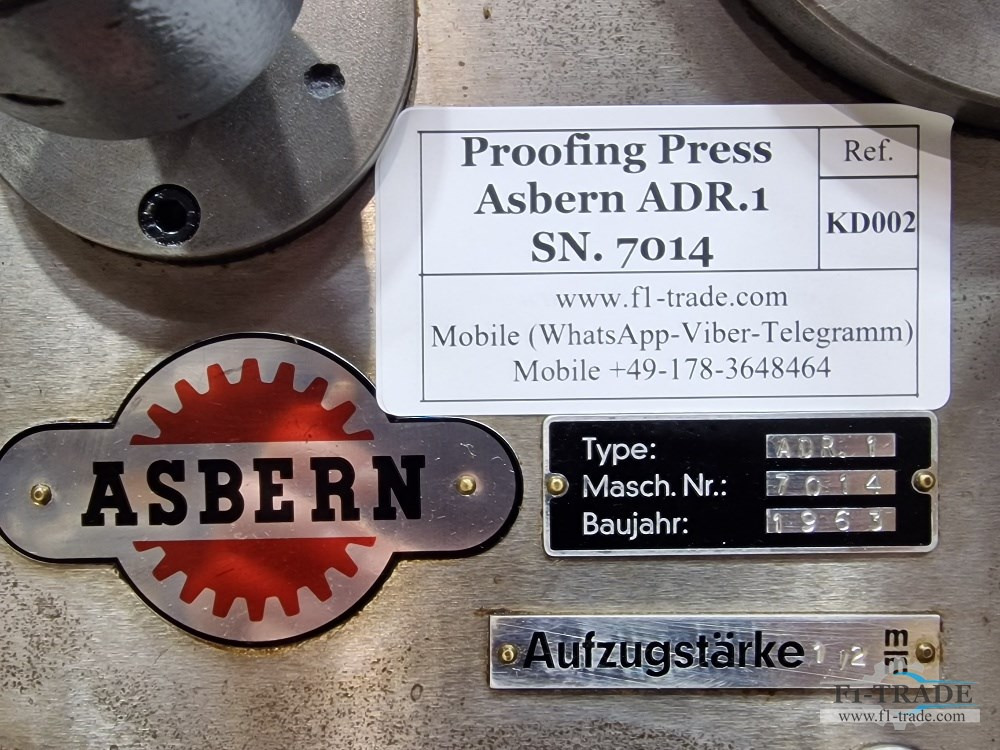 Proofing Press
Asbern ADR.1
SN. 7014
Ref.
KD002
www.f1-trade.com
Mobile (WhatsApp-Viber-Telegramm)
Mobile +49-178-3648464
ASBERN
Type: ADR. 1
Masch. Nr.: 7014
Baujahr: 1963
Aufzugstärke 1,2 mm
F1-TRADE
www.f1-trade.com